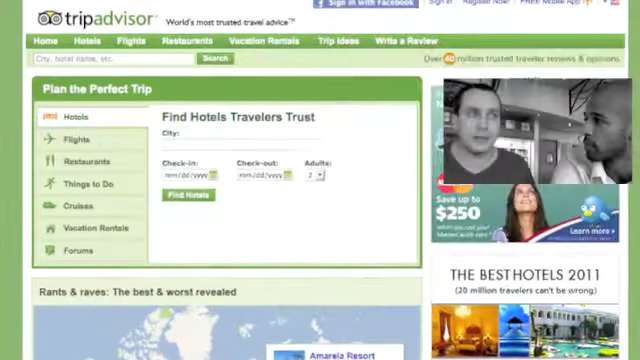 Sign in with Facebook
Sign In Register Now! FREE Mobile App
tripadvisor
World's most trusted travel advice™
Home Hotels Flights Restaurants Vacation Rentals Trip Ideas Write a Review
City, hotel name, etc. Search
Over 40 million trusted traveler reviews & opinions
Plan the Perfect Trip
Hotels
Flights
Restaurants
Things to Do
Cruises
Vacation Rentals
Forums
Find Hotels Travelers Trust
City:
Check-in: Check-out: Adults:
mm/dd/yyyy mm/dd/yyyy 2
Find Hotels
Save up to
$250
Learn more
THE BEST HOTELS 2011
(20 million travelers can't be wrong)
Rants & raves: The best & worst revealed
Amarela Resort